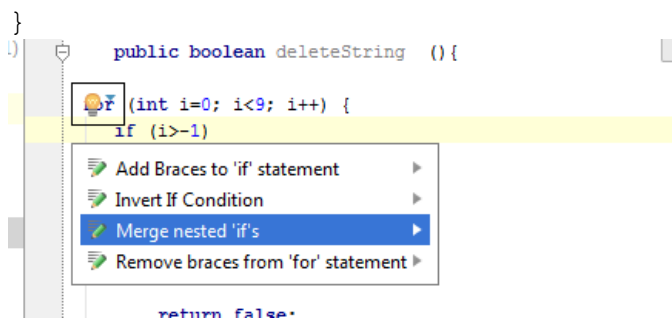 }
public boolean deleteString (){
for (int i=0; i<9; i++) {
if (i>-1)
Add Braces to 'if' statement
Invert If Condition
Merge nested 'if's
Remove braces from 'for' statement
return false;